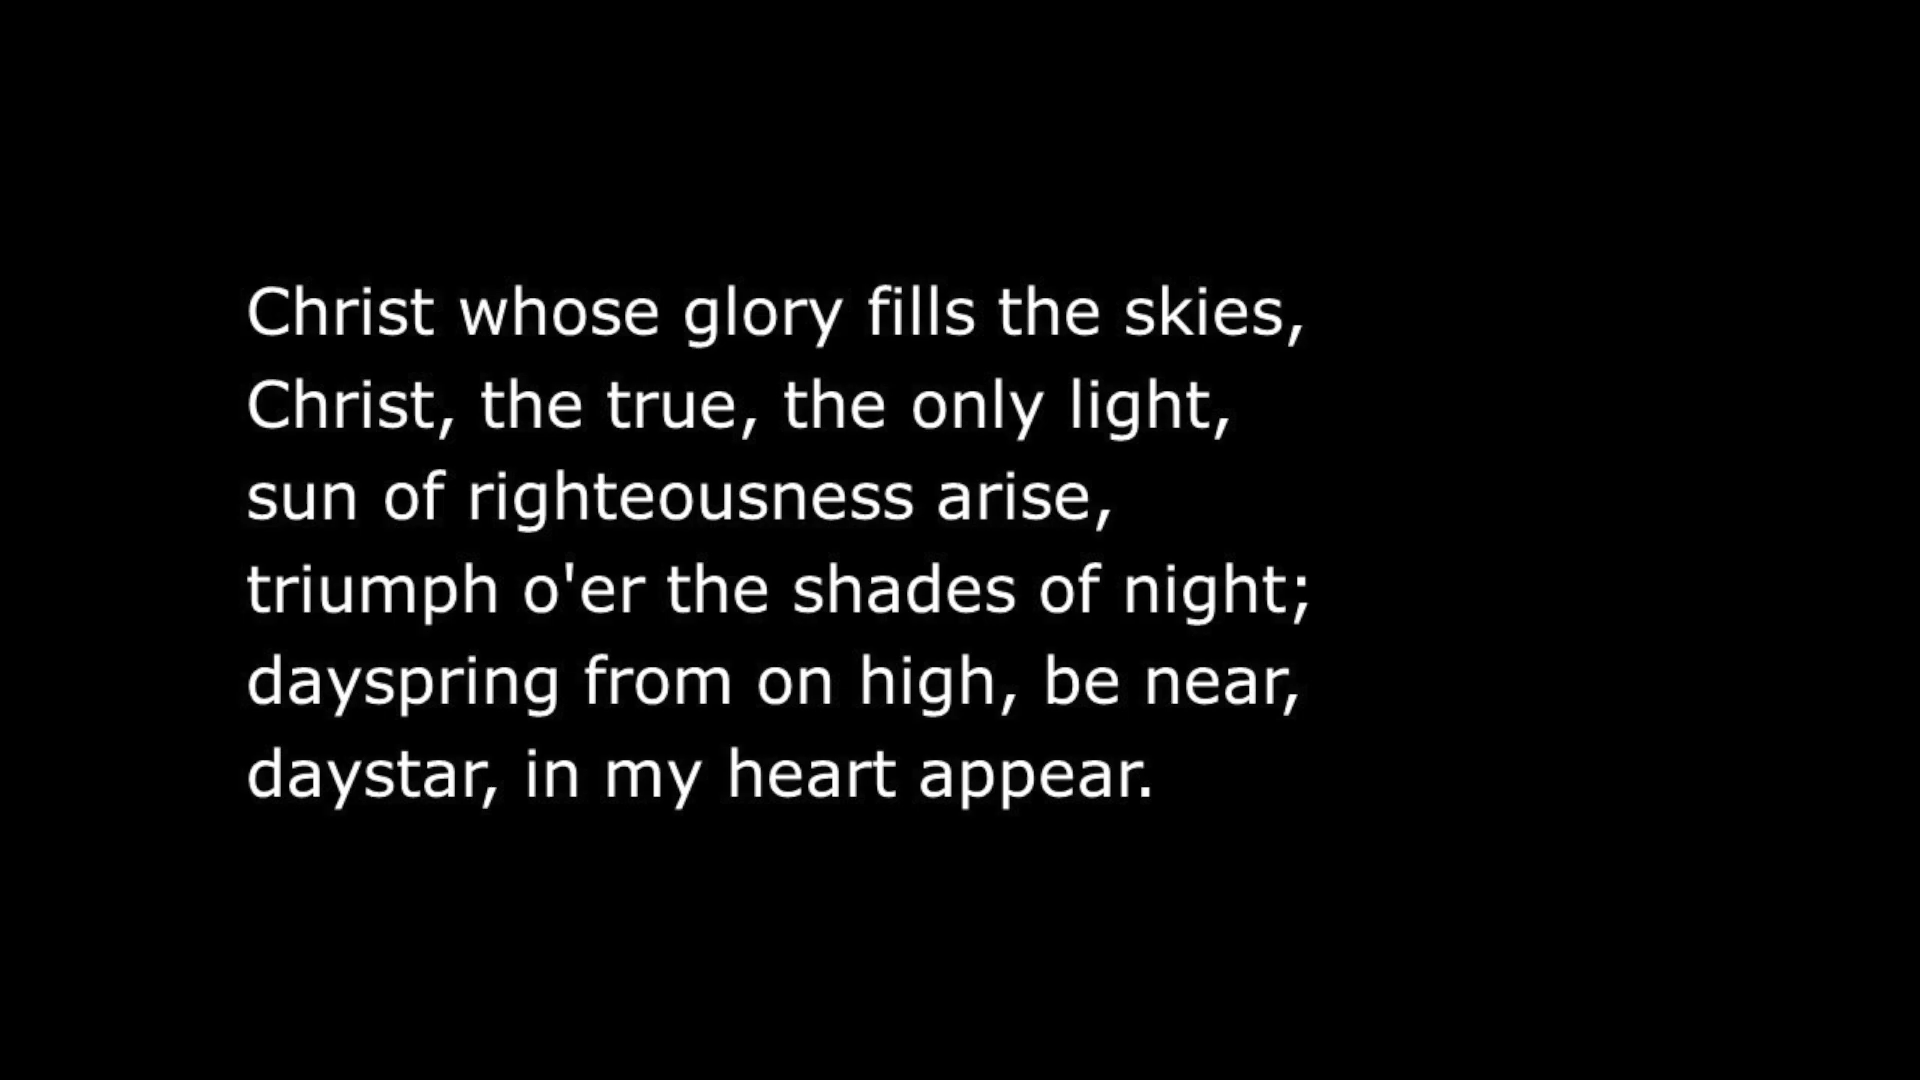 Christ whose glory fills the skies,
Christ, the true, the only light,
sun of righteousness arise,
triumph o'er the shades of night;
dayspring from on high, be near,
daystar, in my heart appear.